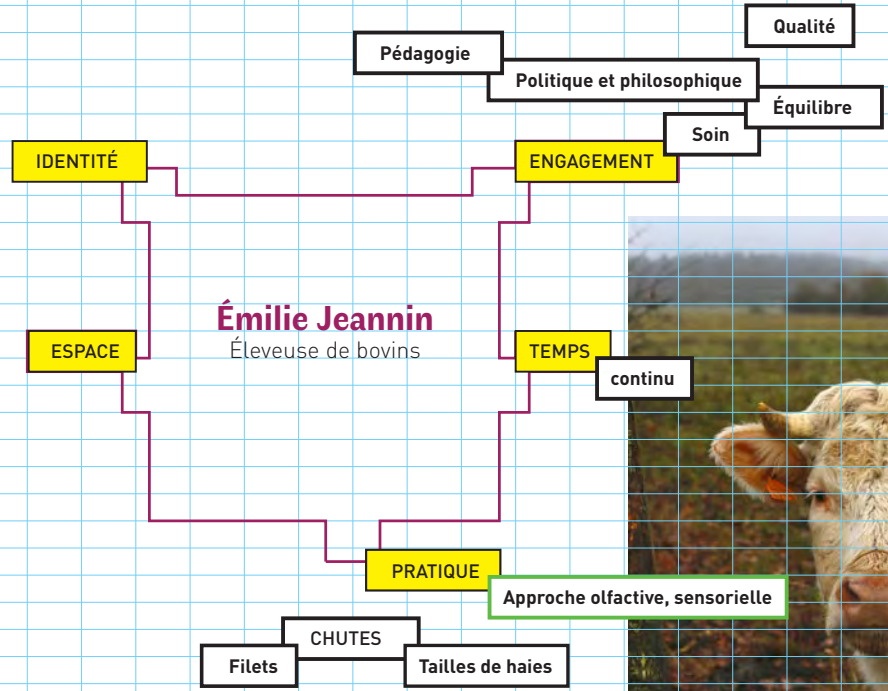 Qualité
Pédagogie
Politique et philosophique
Équilibre
Soin
IDENTITÉ
ENGAGEMENT
Émilie Jeannin
Éleveuse de bovins
ESPACE
TEMPS
continu
PRATIQUE
Approche olfactive, sensorielle
CHUTES
Filets
Tailles de haies